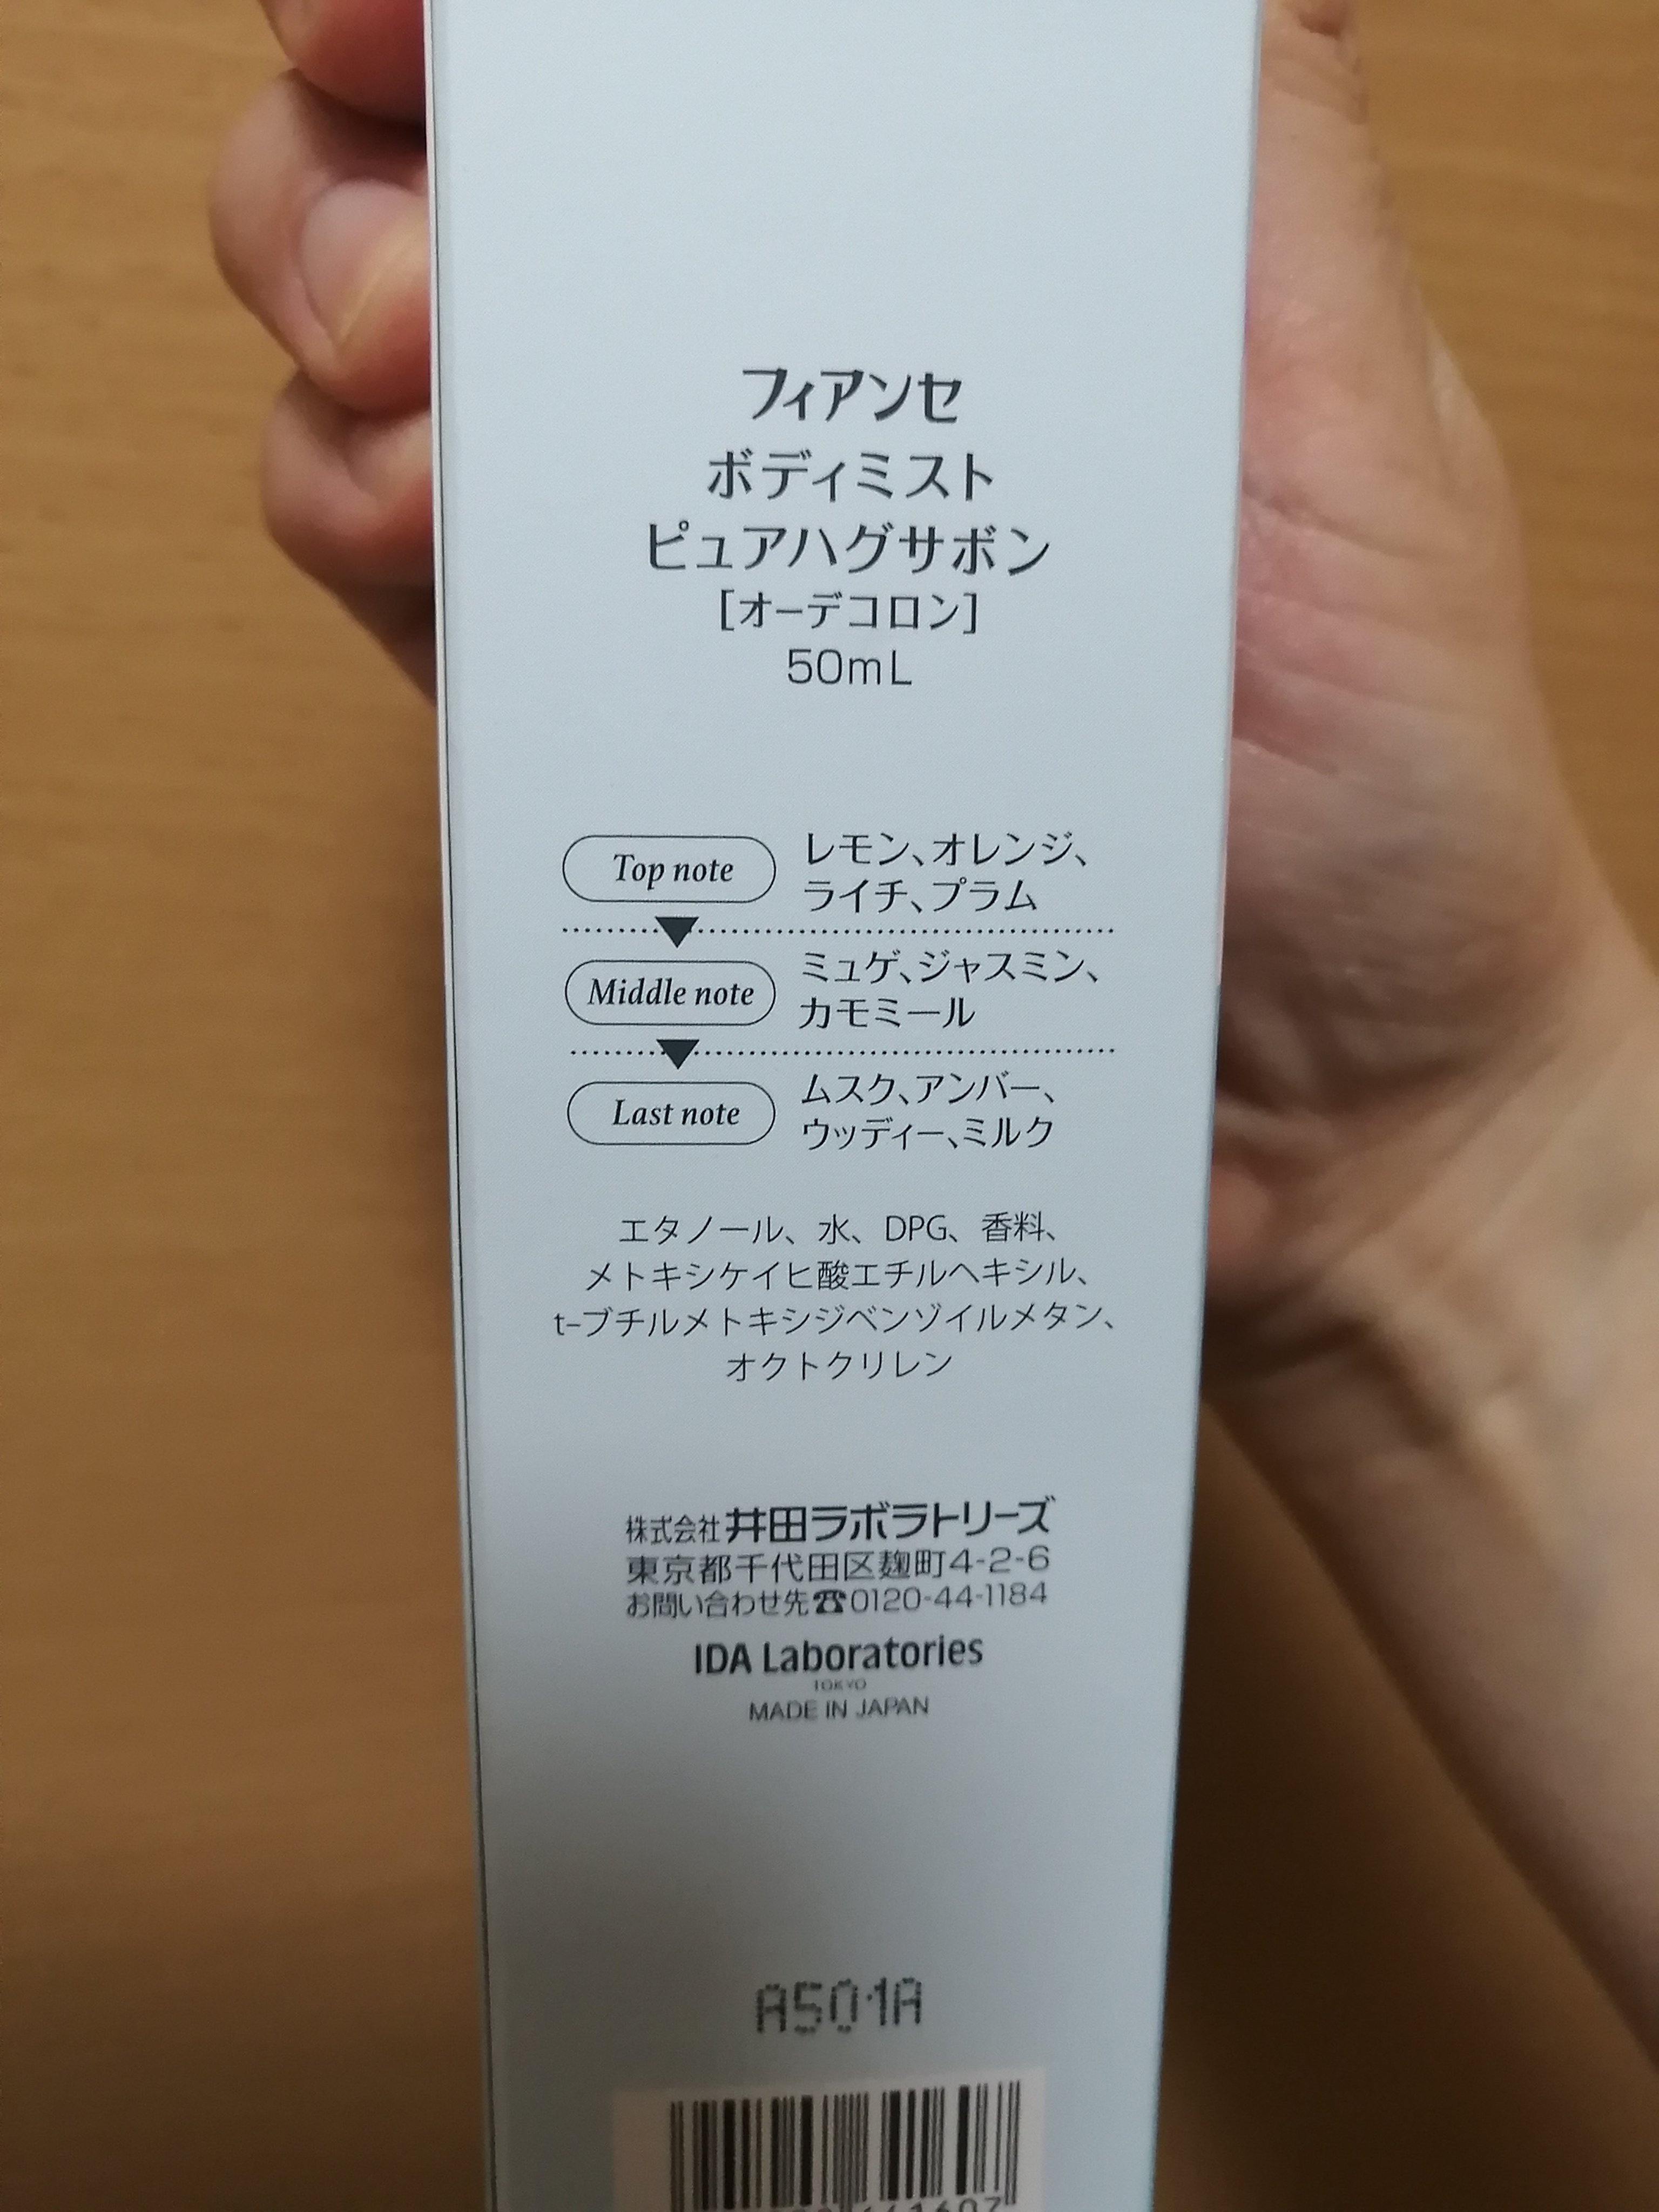 フィアンセ
ボディミスト
ピュアハグサボン
[オーデコロン]
50mL
Top note
レモン、オレンジ、
ライチ、プラム
Middle note
ミュゲ、ジャスミン、
カモミール
Last note
ムスク、アンバー、
ウッディー、ミルク
エタノール、水、DPG、香料、
メトキシケイヒ酸エチルヘキシル、
t-ブチルメトキシジベンゾイルメタン、
オクトクリレン
株式会社井田ラボラトリーズ
東京都千代田区麹町4-2-6
お問い合わせ先☎0120-44-1184
IDA Laboratories
TOKYO
MADE IN JAPAN
A501A